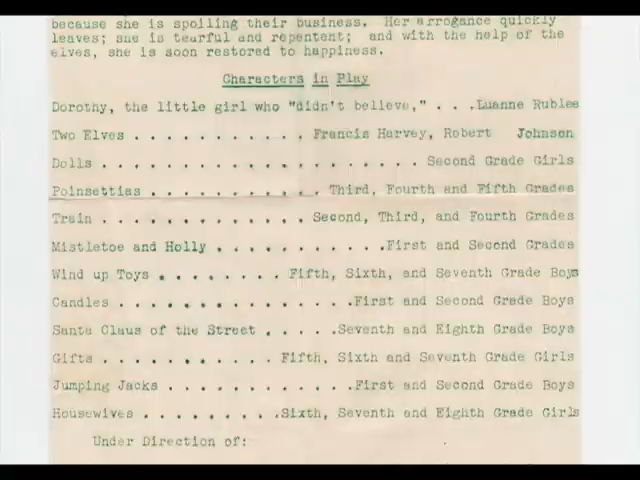 because she is spoiling their business. Her arrogance quickly
leaves; she is tearful and repentent; and with the help of the
elves, she is soon restored to happiness.
Characters in Play
Dorothy, the little girl who "didn't believe," . . .Luanne Rublee
Two Elves . . . . . . . . . . Francis Harvey, Robert Johnson
Dolls . . . . . . . . . . . . . . . . . . Second Grade Girls
Poinsettias . . . . . . . . . . Third, Fourth and Fifth Grades
Train . . . . . . . . . . . . . Second, Third, and Fourth Grades
Mistletoe and Holly . . . . . . . . . .First and Second Grades
Wind up Toys . . . . . . . . Fifth, Sixth, and Seventh Grade Boys
Candles . . . . . . . . . . . . . .First and Second Grade Boys
Santa Claus of the Street . . . . .Seventh and Eighth Grade Boys
Gifts . . . . . . . . . . Fifth, Sixth and Seventh Grade Girls
Jumping Jacks . . . . . . . . . . .First and Second Grade Boys
Housewives . . . . . . . . .Sixth, Seventh and Eighth Grade Girls
Under Direction of: